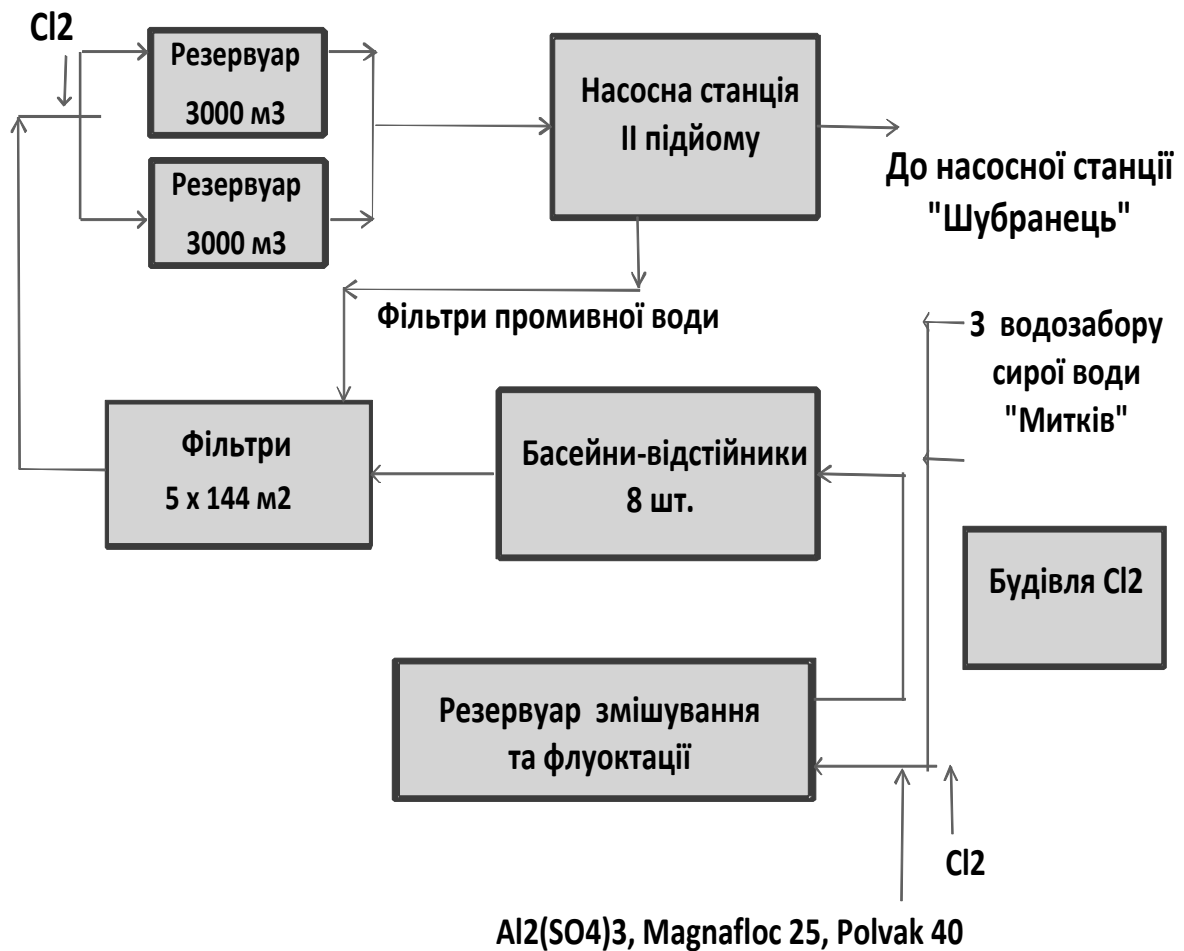 Cl2
Резервуар
3000 м3
Резервуар
3000 м3
Насосна станція
II підйому
До насосної станції
"Шубранець"
Фільтри промивної води
З водозабору
сирої води
"Митків"
Фільтри
5 х 144 м2
Басейни-відстійники
8 шт.
Будівля Cl2
Резервуар змішування
та флуоктації
Cl2
Al2(SO4)3, Magnafloc 25, Polvak 40